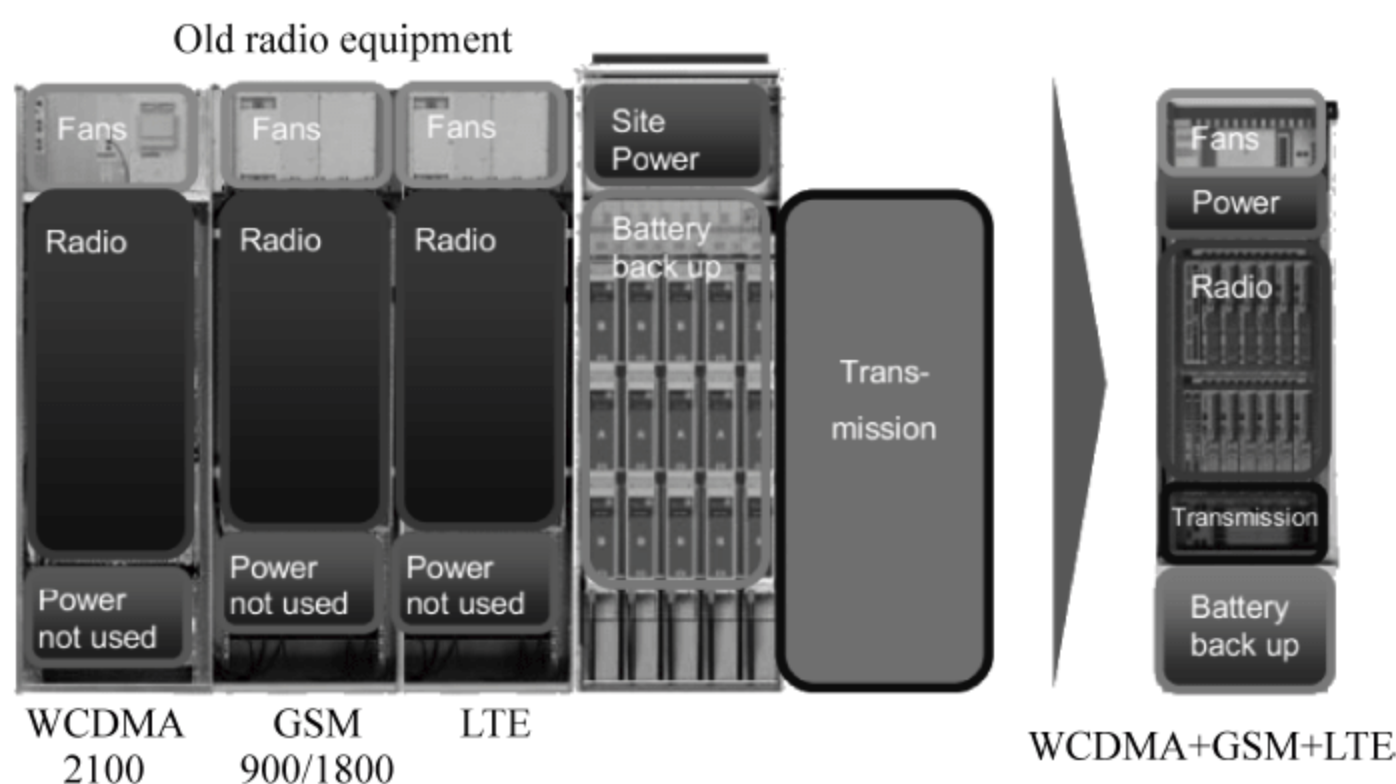 Old radio equipment
Fans
Fans
Fans
Site
Power
Radio
Radio
Radio
Battery
back up
Trans-
mission
Power
not used
Power
not used
Power
not used
WCDMA
2100
GSM
900/1800
LTE
Fans
Power
Radio
Transmission
Battery
back up
WCDMA+GSM+LTE